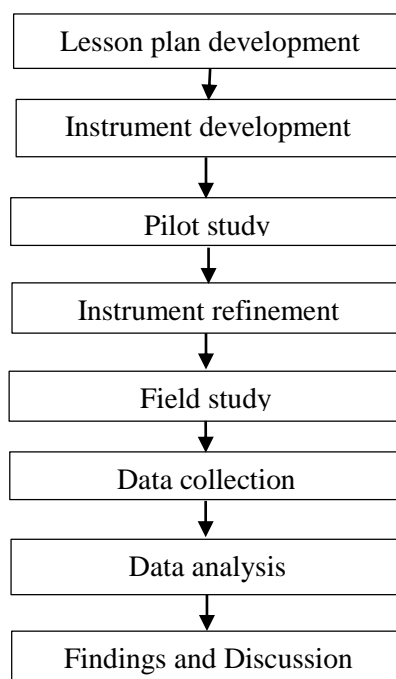 Lesson plan development
Instrument development
Pilot study
Instrument refinement
Field study
Data collection
Data analysis
Findings and Discussion